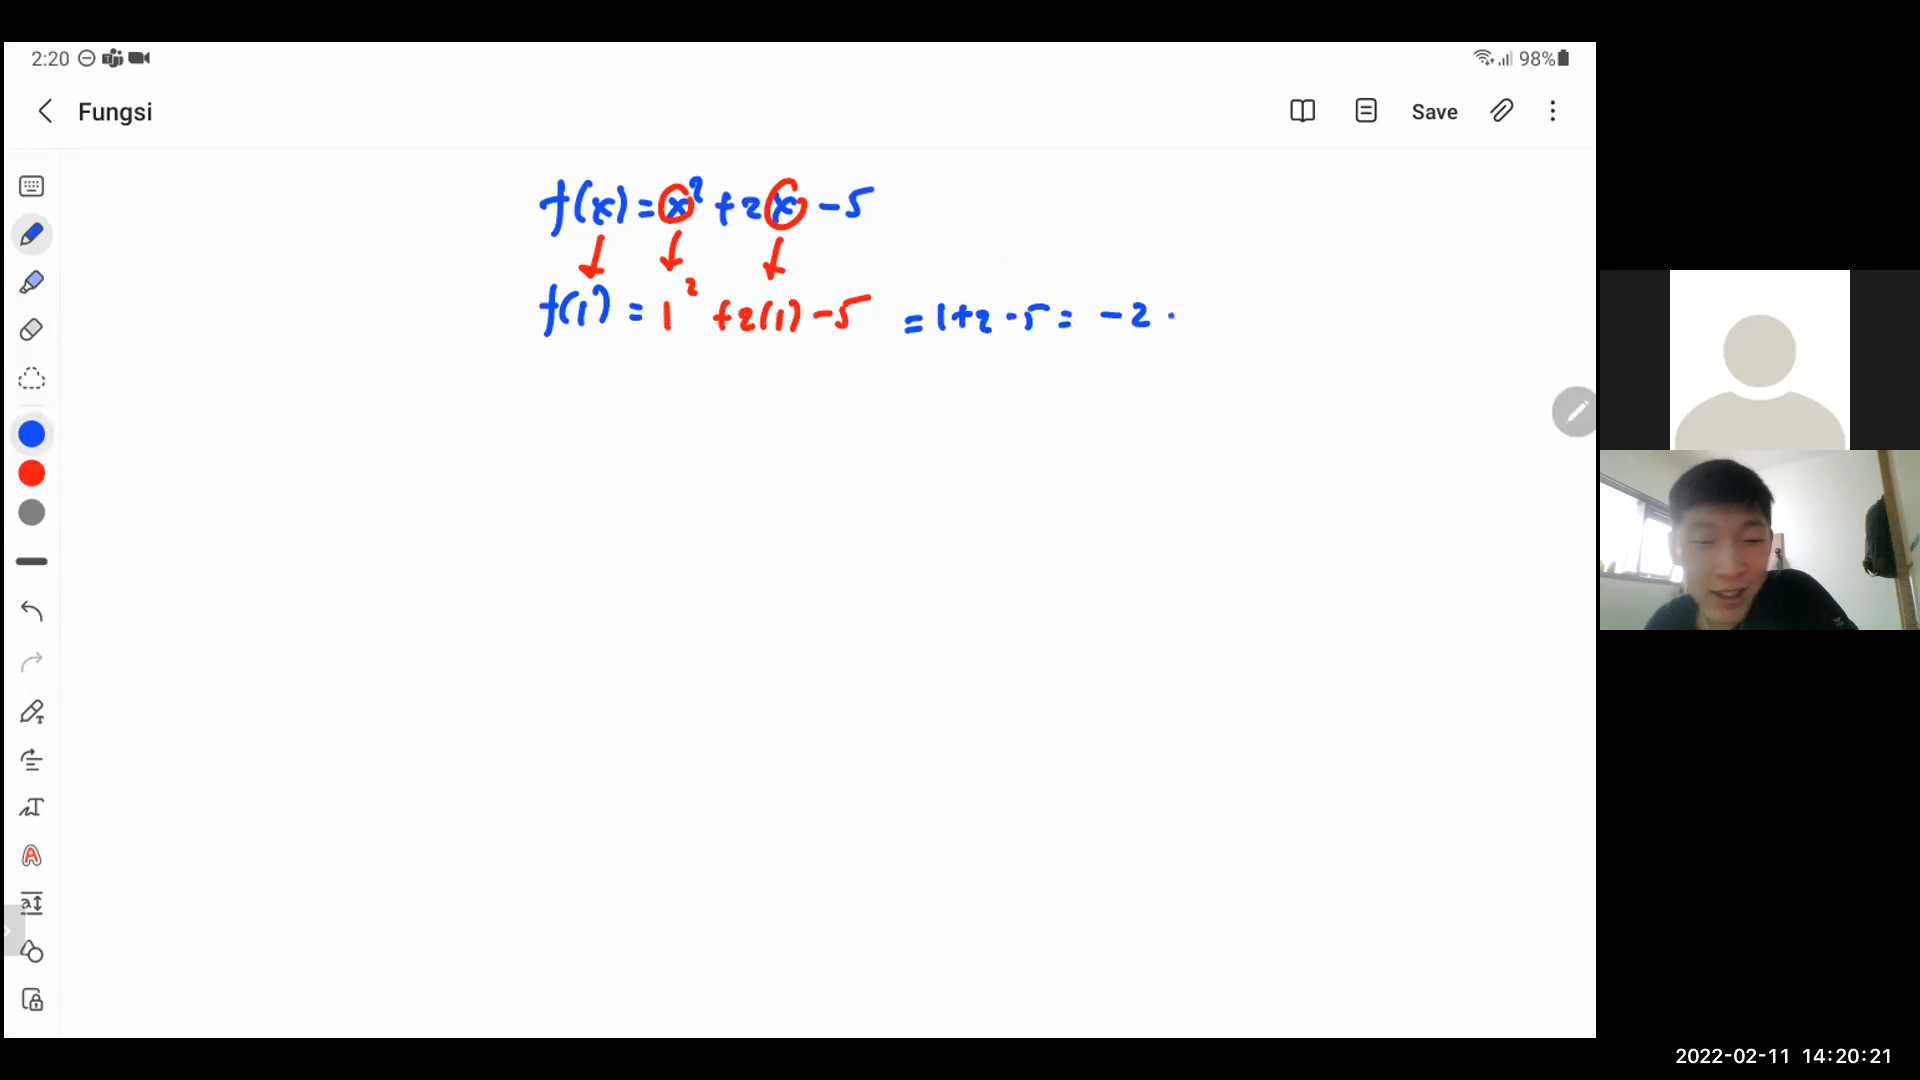 2:20 98%
Fungsi Save
f(x) = x² + 2x - 5
f(1) = 1² + 2(1) - 5 = 1 + 2 - 5 = -2.
2022-02-11 14:20:21